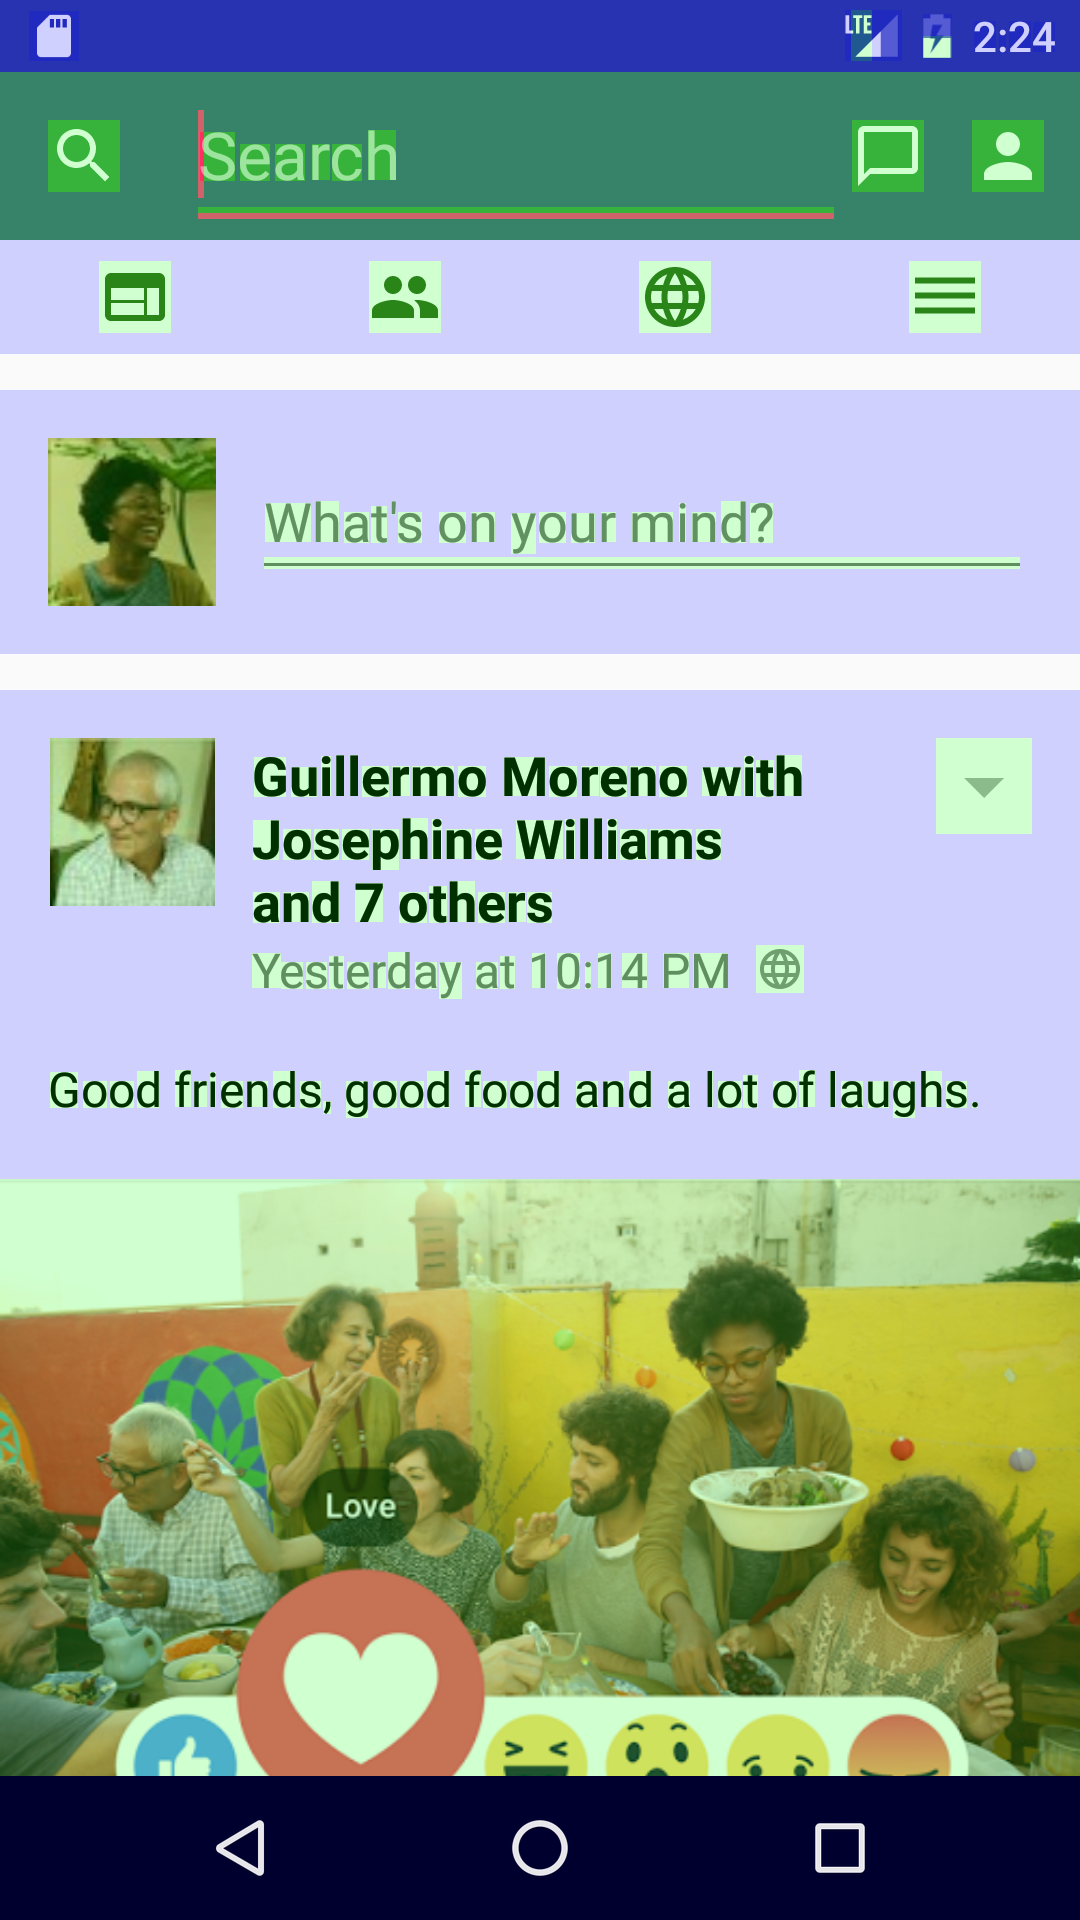 LTE 2:24
Search
What's on your mind?
Guillermo Moreno with
Josephine Williams
and 7 others
Yesterday at 10:14 PM
Good friends, good food and a lot of laughs.
Love